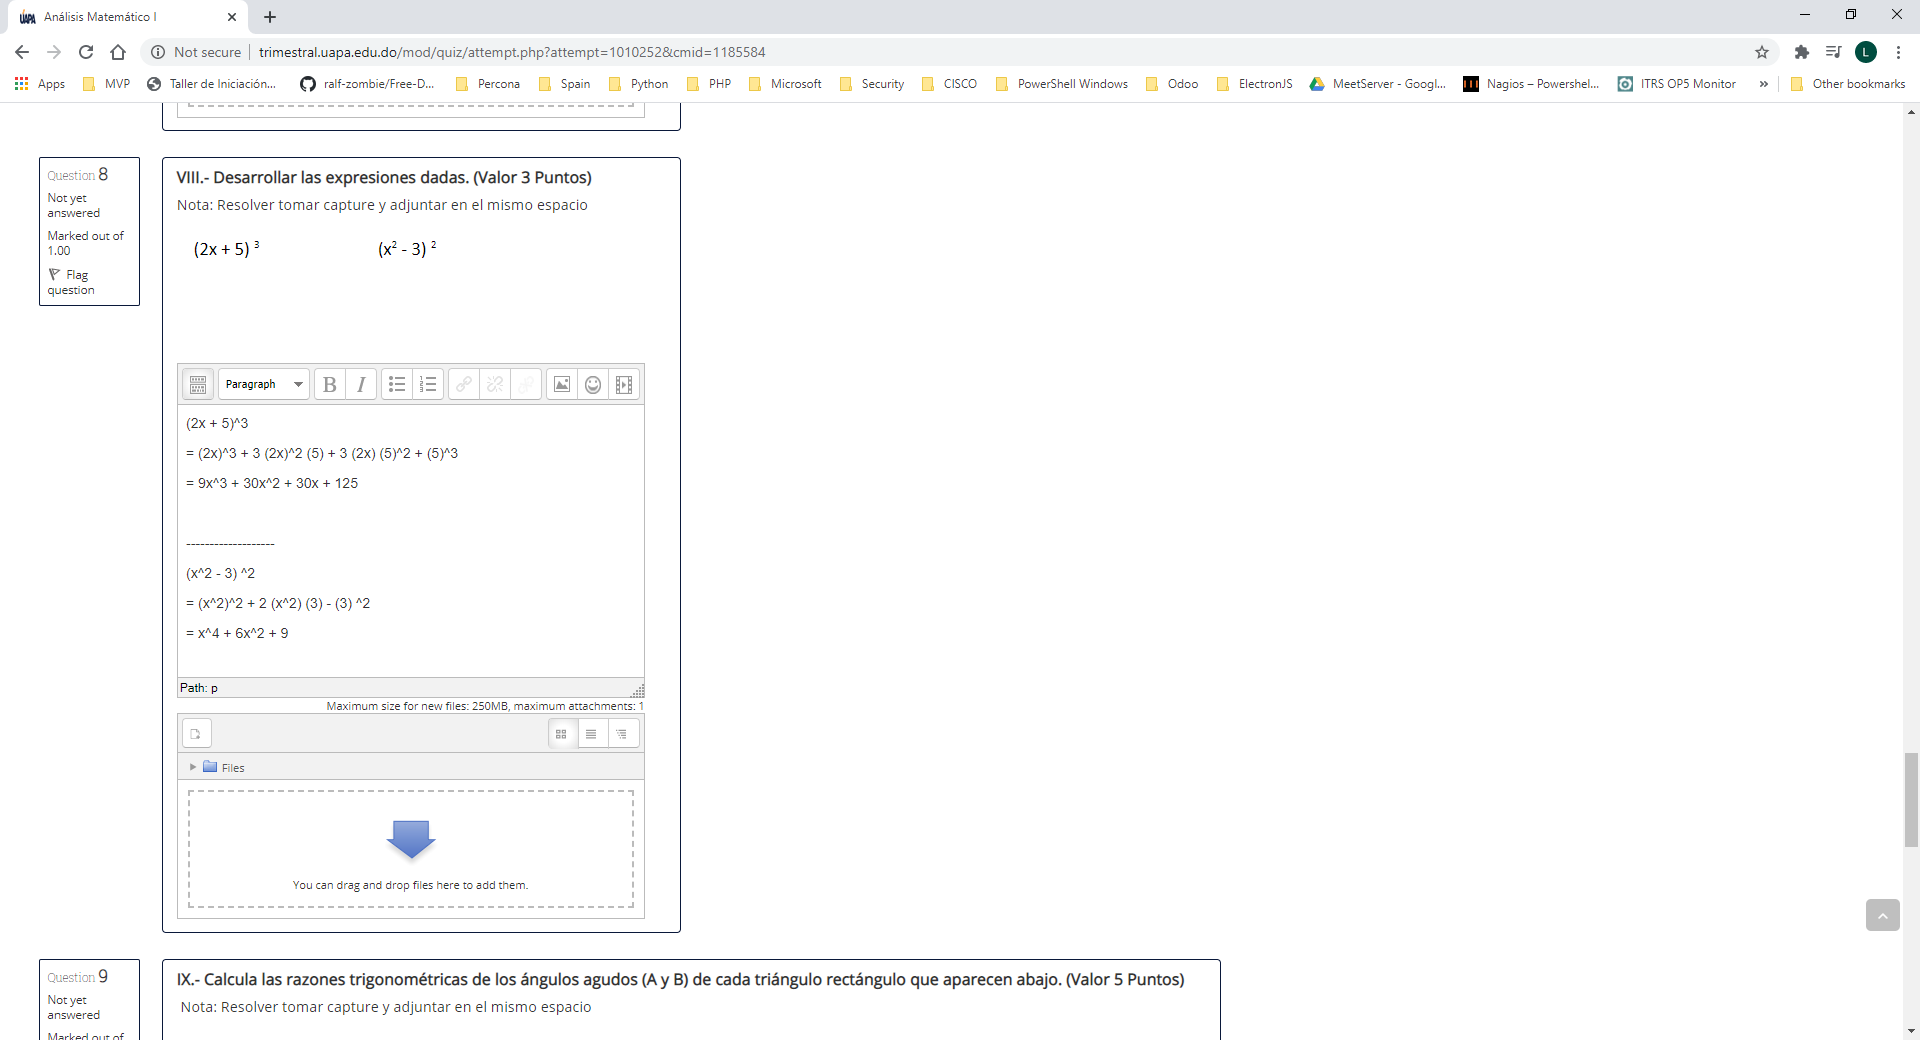 UAPA Análisis Matemático I
Not secure trimestral.uapa.edu.do/mod/quiz/attempt.php?attempt=1010252&cmid=1185584 L
Apps MVP Taller de Iniciación... ralf-zombie/Free-D... Percona Spain Python PHP Microsoft Security CISCO PowerShell Windows Odoo ElectronJS MeetServer - Googl... Nagios – Powershel... ITRS OP5 Monitor » Other bookmarks
Question 8
Not yet
answered
Marked out of
1.00
Flag
question
VIII.- Desarrollar las expresiones dadas. (Valor 3 Puntos)
Nota: Resolver tomar capture y adjuntar en el mismo espacio
(2x + 5) ³ (x² - 3) ²
Paragraph B I
(2x + 5)^3
= (2x)^3 + 3 (2x)^2 (5) + 3 (2x) (5)^2 + (5)^3
= 9x^3 + 30x^2 + 30x + 125
-------------------
(x^2 - 3) ^2
= (x^2)^2 + 2 (x^2) (3) - (3) ^2
= x^4 + 6x^2 + 9
Path: p
Maximum size for new files: 250MB, maximum attachments: 1
Files
You can drag and drop files here to add them.
Question 9
Not yet
answered
Marked out of
IX.- Calcula las razones trigonométricas de los ángulos agudos (A y B) de cada triángulo rectángulo que aparecen abajo. (Valor 5 Puntos)
Nota: Resolver tomar capture y adjuntar en el mismo espacio